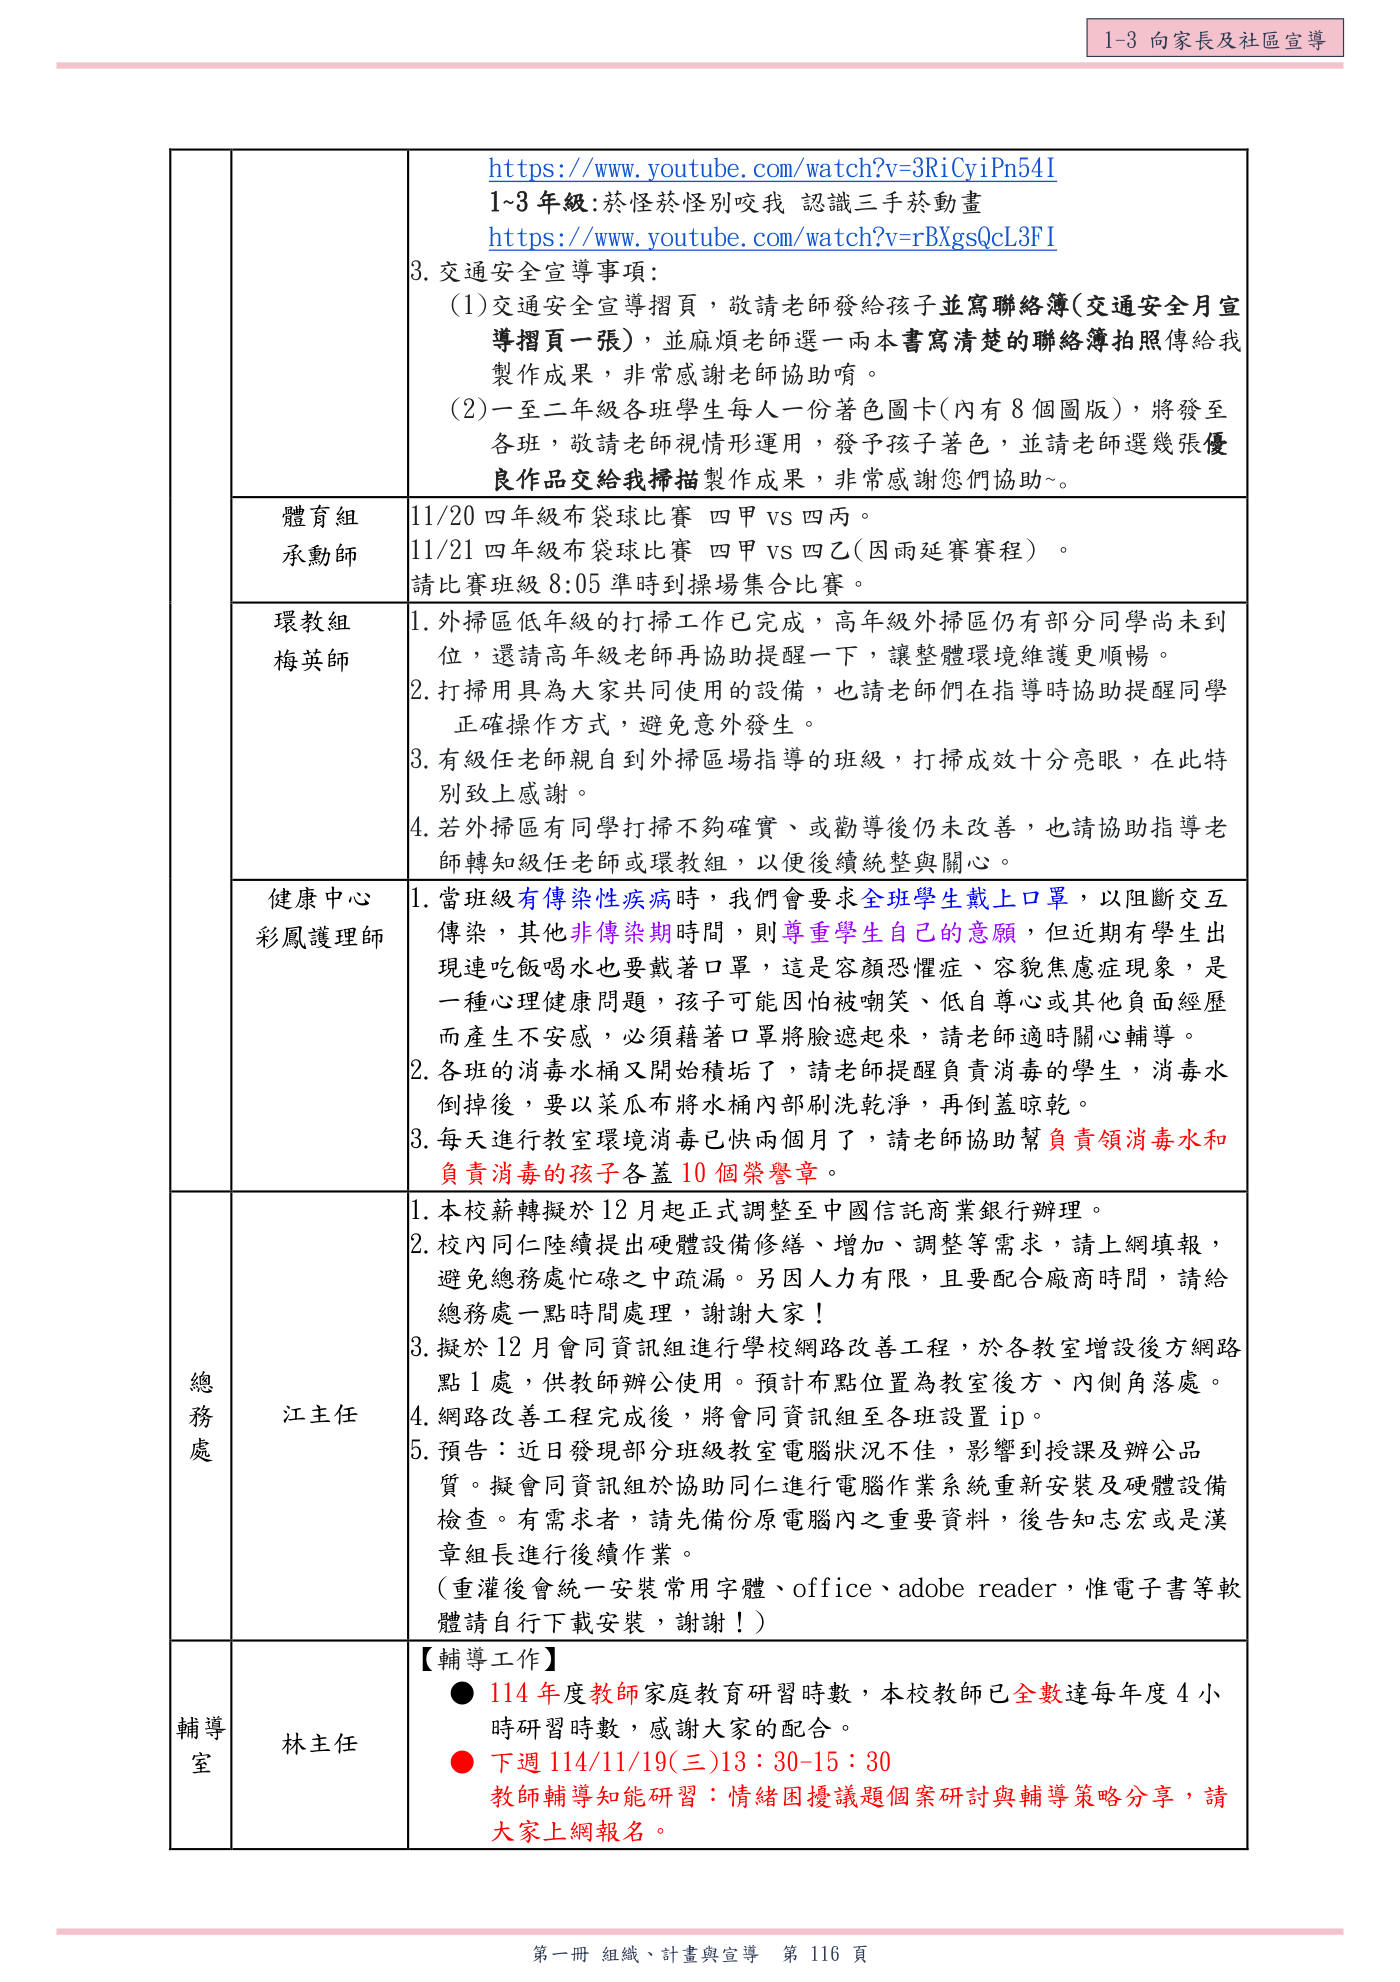 1-3 向家長及社區宣導
https://www.youtube.com/watch?v=3RiCyiPn54I
1~3 年級:菸怪菸怪別咬我 認識三手菸動畫
https://www.youtube.com/watch?v=rBXgsQcL3FI
3.交通安全宣導事項:
(1)交通安全宣導摺頁，敬請老師發給孩子並寫聯絡簿(交通安全月宣
導摺頁一張)，並麻煩老師選一兩本書寫清楚的聯絡簿拍照傳給我
製作成果，非常感謝老師協助唷。
(2)一至二年級各班學生每人一份著色圖卡(內有 8 個圖版)，將發至
各班，敬請老師視情形運用，發予孩子著色，並請老師選幾張優
良作品交給我掃描製作成果，非常感謝您們協助~。
體育組
承勳師
11/20 四年級布袋球比賽 四甲 vs 四丙。
11/21 四年級布袋球比賽 四甲 vs 四乙(因雨延賽賽程) 。
請比賽班級 8:05 準時到操場集合比賽。
環教組
梅英師
1.外掃區低年級的打掃工作已完成，高年級外掃區仍有部分同學尚未到
位，還請高年級老師再協助提醒一下，讓整體環境維護更順暢。
2.打掃用具為大家共同使用的設備，也請老師們在指導時協助提醒同學
正確操作方式，避免意外發生。
3.有級任老師親自到外掃區場指導的班級，打掃成效十分亮眼，在此特
別致上感謝。
4.若外掃區有同學打掃不夠確實、或勸導後仍未改善，也請協助指導老
師轉知級任老師或環教組，以便後續統整與關心。
健康中心
彩鳳護理師
1.當班級有傳染性疾病時，我們會要求全班學生戴上口罩，以阻斷交互
傳染，其他非傳染期時間，則尊重學生自己的意願，但近期有學生出
現連吃飯喝水也要戴著口罩，這是容顏恐懼症、容貌焦慮症現象，是
一種心理健康問題，孩子可能因怕被嘲笑、低自尊心或其他負面經歷
而產生不安感，必須藉著口罩將臉遮起來，請老師適時關心輔導。
2.各班的消毒水桶又開始積垢了，請老師提醒負責消毒的學生，消毒水
倒掉後，要以菜瓜布將水桶內部刷洗乾淨，再倒蓋晾乾。
3.每天進行教室環境消毒已快兩個月了，請老師協助幫負責領消毒水和
負責消毒的孩子各蓋 10 個榮譽章。
總
務
處
江主任
1.本校薪轉擬於 12 月起正式調整至中國信託商業銀行辦理。
2.校內同仁陸續提出硬體設備修繕、增加、調整等需求，請上網填報，
避免總務處忙碌之中疏漏。另因人力有限，且要配合廠商時間，請給
總務處一點時間處理，謝謝大家！
3.擬於 12 月會同資訊組進行學校網路改善工程，於各教室增設後方網路
點 1 處，供教師辦公使用。預計布點位置為教室後方、內側角落處。
4.網路改善工程完成後，將會同資訊組至各班設置 ip。
5.預告：近日發現部分班級教室電腦狀況不佳，影響到授課及辦公品
質。擬會同資訊組於協助同仁進行電腦作業系統重新安裝及硬體設備
檢查。有需求者，請先備份原電腦內之重要資料，後告知志宏或是漢
章組長進行後續作業。
(重灌後會統一安裝常用字體、office、adobe reader，惟電子書等軟
體請自行下載安裝，謝謝！)
輔導
室
林主任
【輔導工作】
● 114 年度教師家庭教育研習時數，本校教師已全數達每年度 4 小
時研習時數，感謝大家的配合。
● 下週 114/11/19(三)13：30-15：30
教師輔導知能研習：情緒困擾議題個案研討與輔導策略分享，請
大家上網報名。
第一冊 組織、計畫與宣導 第 116 頁